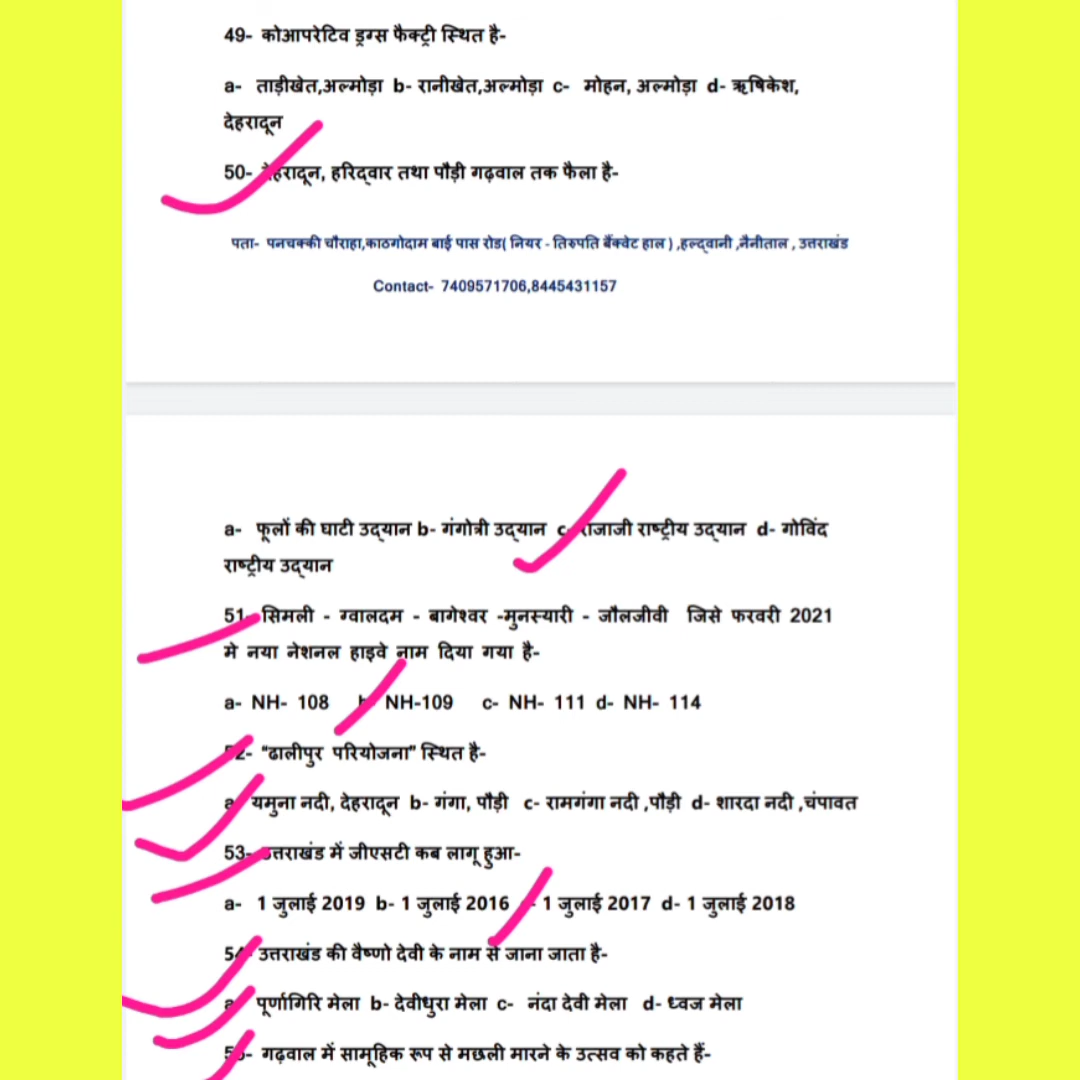 49- कोआपरेटिव ड्रग्स फैक्ट्री स्थित है-
a- ताड़ीखेत,अल्मोड़ा b- रानीखेत,अल्मोड़ा c- मोहन, अल्मोड़ा d- ऋषिकेश,
देहरादून
50- देहरादून, हरिद्वार तथा पौड़ी गढ़वाल तक फैला है-
पता- पनचक्की चौराहा,काठगोदाम बाई पास रोड( नियर - तिरुपति बैंक्वेट हाल ) ,हल्द्वानी ,नैनीताल , उत्तराखंड
Contact- 7409571706,8445431157
a- फूलों की घाटी उद्यान b- गंगोत्री उद्यान c- राजाजी राष्ट्रीय उद्यान d- गोविंद
राष्ट्रीय उद्यान
51- सिमली - ग्वालदम - बागेश्वर -मुनस्यारी - जौलजीवी जिसे फरवरी 2021
मे नया नेशनल हाइवे नाम दिया गया है-
a- NH- 108 b- NH-109 c- NH- 111 d- NH- 114
52- "ढालीपुर परियोजना" स्थित है-
a- यमुना नदी, देहरादून b- गंगा, पौड़ी c- रामगंगा नदी ,पौड़ी d- शारदा नदी ,चंपावत
53- उत्तराखंड में जीएसटी कब लागू हुआ-
a- 1 जुलाई 2019 b- 1 जुलाई 2016 c- 1 जुलाई 2017 d- 1 जुलाई 2018
54- उत्तराखंड की वैष्णो देवी के नाम से जाना जाता है-
a- पूर्णागिरि मेला b- देवीधुरा मेला c- नंदा देवी मेला d- ध्वज मेला
55- गढ़वाल में सामूहिक रूप से मछली मारने के उत्सव को कहते हैं-